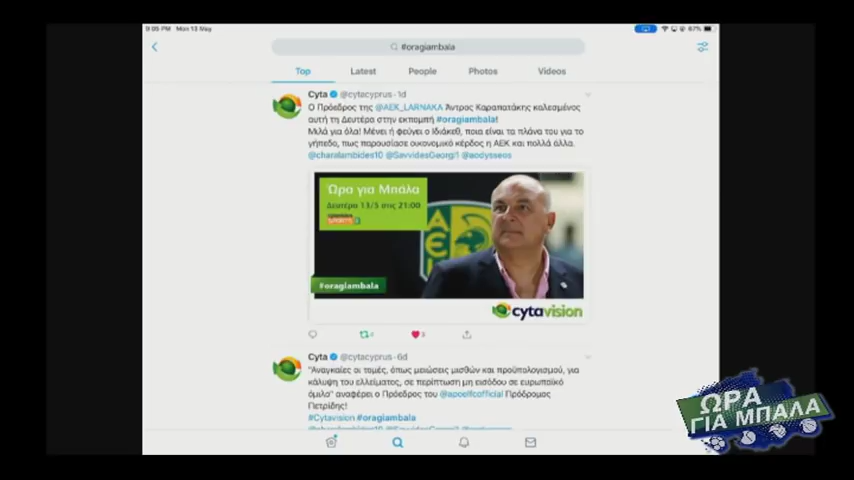 9:05 PM Mon 13 May
67%
#oragiambala
Top Latest People Photos Videos
Cyta @cytacyprus · 1d
Ο Πρόεδρος της @AEK_LARNAKA Άντρος Καραπατάκης καλεσμένος
αυτή τη Δευτέρα στην εκπομπή #oragiambala!
Μιλά για όλα! Μένει ή φεύγει ο Ιδιάκεθ, ποια είναι τα πλάνα του για το
γήπεδο, πως παρουσίασε οικονομικό κέρδος η ΑΕΚ και πολλά άλλα.
@charalambides10 @SavvidesGeorgi1 @aodysseos
Ώρα για Μπάλα
Δευτέρα 13/5 στις 21:00
ΑΕΚ
#oragiambala
cytavision
Cyta @cytacyprus · 6d
"Αναγκαίες οι τομές, όπως μειώσεις μισθών και προϋπολογισμού, για
κάλυψη του ελλείματος, σε περίπτωση μη εισόδου σε ευρωπαϊκό
όμιλο" αναφέρει ο Πρόεδρος του @apoelfcofficial Πρόδρομος
Πετρίδης!
#Cytavision #oragiambala
ΩΡΑ
ΓΙΑ ΜΠΑΛΑ